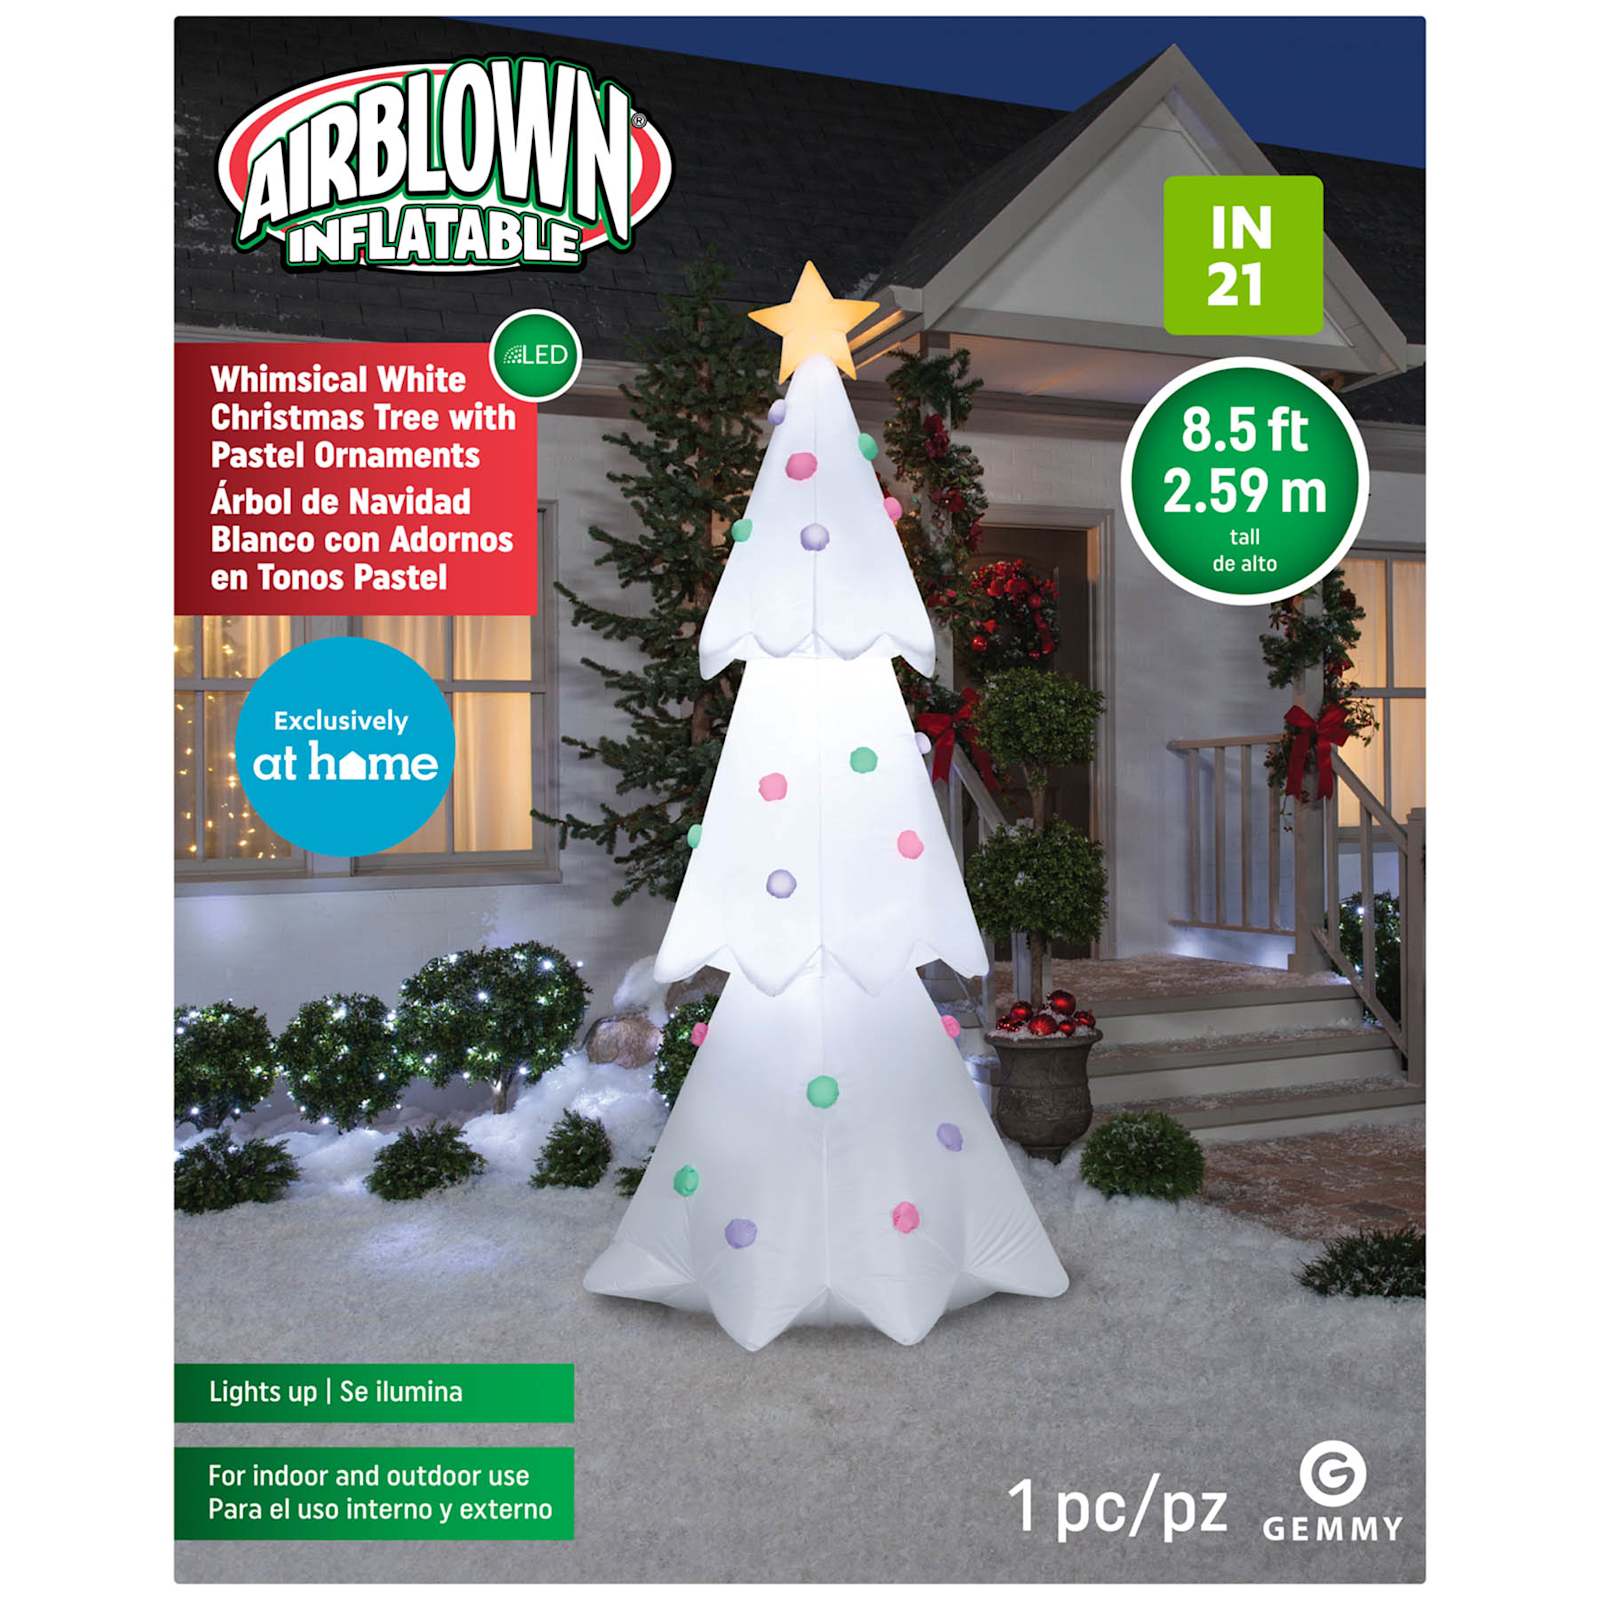 AIRBLOWN®
INFLATABLE
IN
21
LED
Whimsical White
Christmas Tree with
Pastel Ornaments
Árbol de Navidad
Blanco con Adornos
en Tonos Pastel
8.5 ft
2.59 m
tall
de alto
Exclusively
at home
Lights up | Se ilumina
For indoor and outdoor use
Para el uso interno y externo
1 pc/pz
G
GEMMY